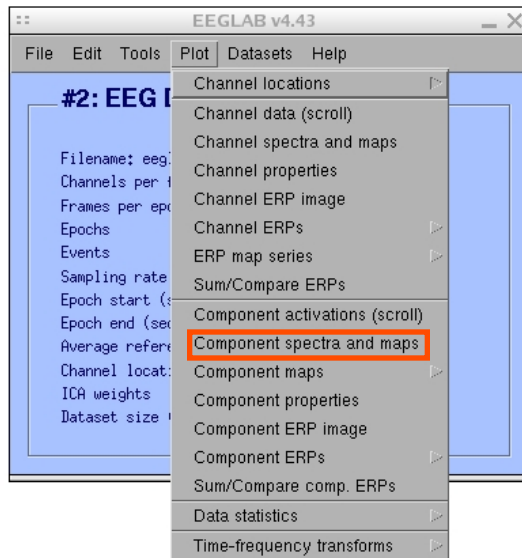 EEGLAB v4.43
File Edit Tools Plot Datasets Help
#2: EEG
Filename: eeg
Channels per
Frames per epo
Epochs
Events
Sampling rate
Epoch start (s
Epoch end (sec
Average refere
Channel locat
ICA weights
Dataset size
Channel locations
Channel data (scroll)
Channel spectra and maps
Channel properties
Channel ERP image
Channel ERPs
ERP map series
Sum/Compare ERPs
Component activations (scroll)
Component spectra and maps
Component maps
Component properties
Component ERP image
Component ERPs
Sum/Compare comp. ERPs
Data statistics
Time-frequency transforms